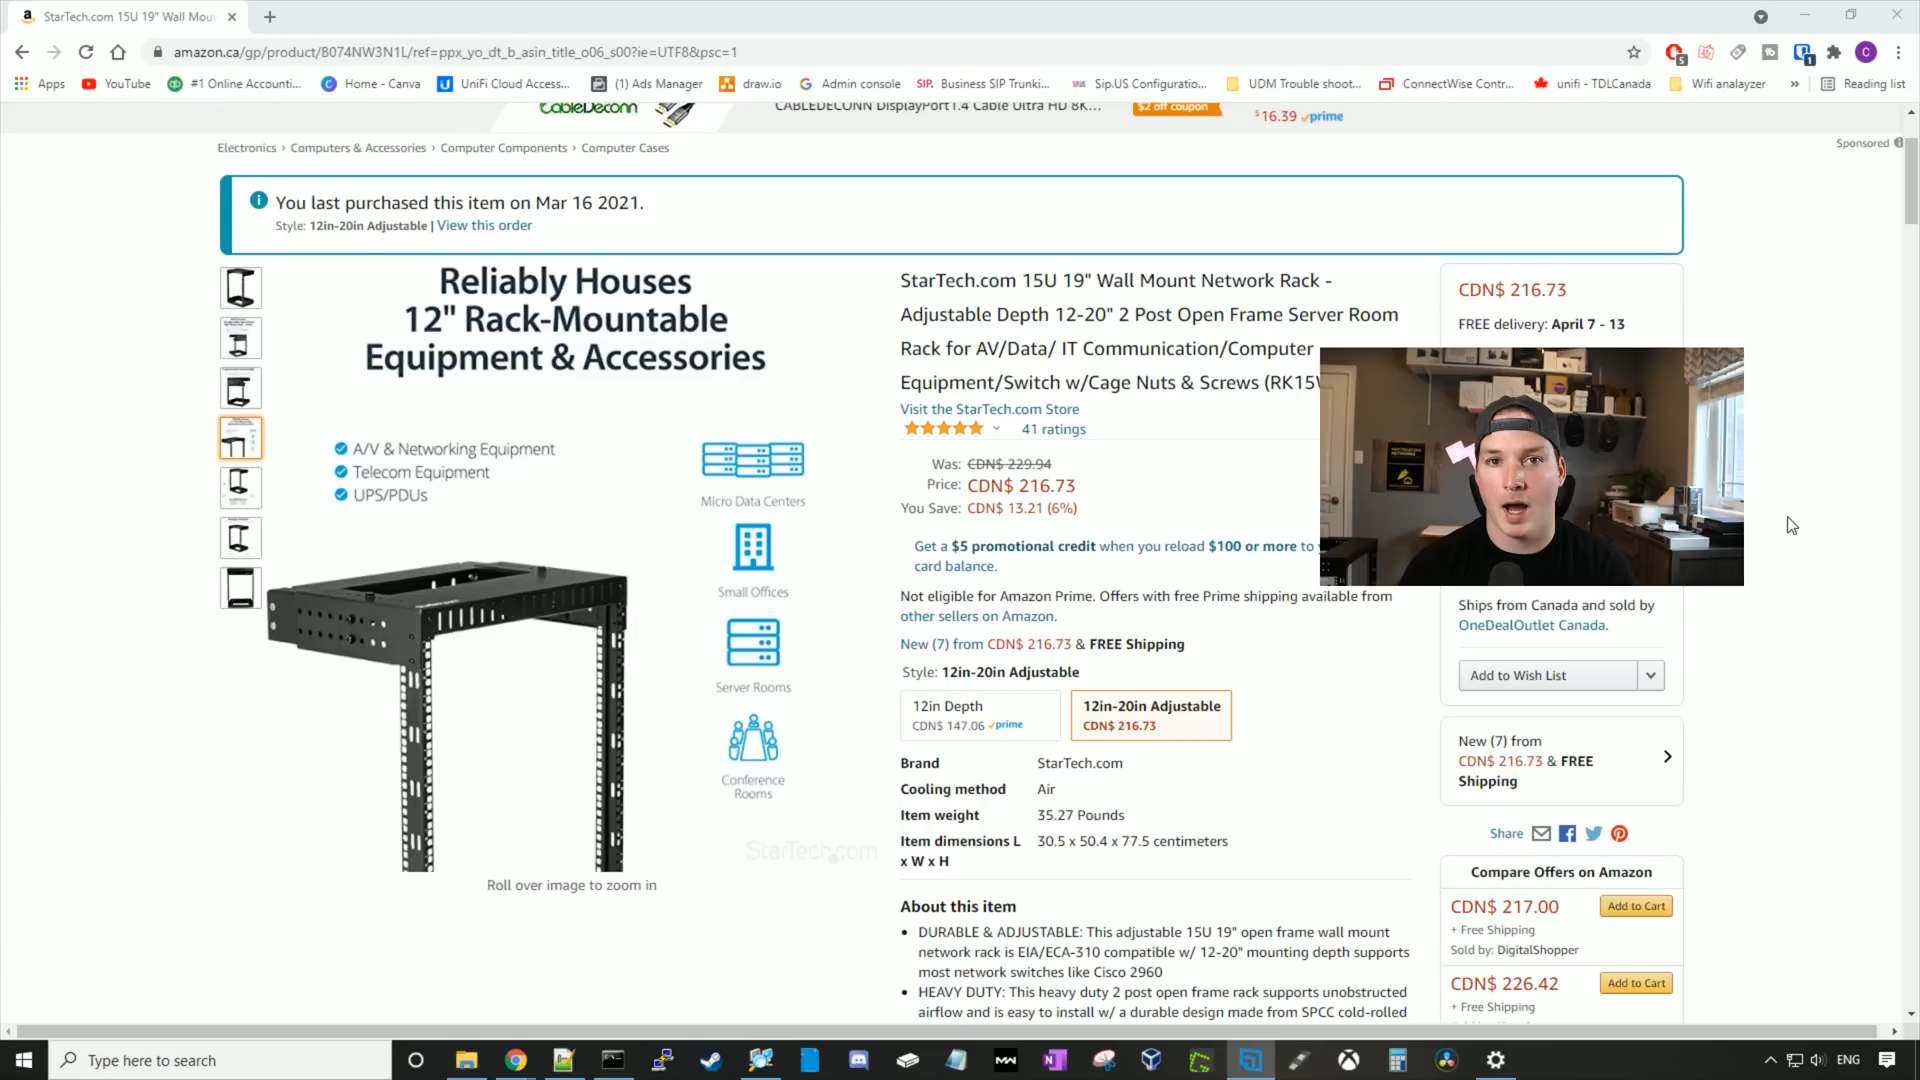 StarTech.com 15U 19" Wall Mou
amazon.ca/gp/product/B074NW3N1L/ref=ppx_yo_dt_b_asin_title_o06_s00?ie=UTF8&psc=1
Apps YouTube #1 Online Accounti... Home - Canva UniFi Cloud Access... (1) Ads Manager draw.io Admin console SIP. Business SIP Trunki... Sip.US Configuratio... UDM Trouble shoot... ConnectWise Contr... unifi - TDLCanada Wifi analayzer » Reading list
CableDeconn CABLEDECONN DisplayPort1.4 Cable Ultra HD 8K... $2 off coupon $16.39 prime
Electronics › Computers & Accessories › Computer Components › Computer Cases
Sponsored
You last purchased this item on Mar 16 2021.
Style: 12in-20in Adjustable | View this order
Reliably Houses
12" Rack-Mountable
Equipment & Accessories
A/V & Networking Equipment
Telecom Equipment
UPS/PDUs
Micro Data Centers
Small Offices
Server Rooms
Conference
Rooms
StarTech.com
Roll over image to zoom in
StarTech.com 15U 19" Wall Mount Network Rack -
Adjustable Depth 12-20" 2 Post Open Frame Server Room
Rack for AV/Data/ IT Communication/Computer
Equipment/Switch w/Cage Nuts & Screws (RK15
Visit the StarTech.com Store
41 ratings
Was: CDN$ 229.94
Price: CDN$ 216.73
You Save: CDN$ 13.21 (6%)
Get a $5 promotional credit when you reload $100 or more to
card balance.
Not eligible for Amazon Prime. Offers with free Prime shipping available from
other sellers on Amazon.
New (7) from CDN$ 216.73 & FREE Shipping
Style: 12in-20in Adjustable
12in Depth
CDN$ 147.06 prime
12in-20in Adjustable
CDN$ 216.73
Brand StarTech.com
Cooling method Air
Item weight 35.27 Pounds
Item dimensions L 30.5 x 50.4 x 77.5 centimeters
x W x H
About this item
• DURABLE & ADJUSTABLE: This adjustable 15U 19" open frame wall mount
network rack is EIA/ECA-310 compatible w/ 12-20" mounting depth supports
most network switches like Cisco 2960
• HEAVY DUTY: This heavy duty 2 post open frame rack supports unobstructed
airflow and is easy to install w/ a durable design made from SPCC cold-rolled
CDN$ 216.73
FREE delivery: April 7 - 13
Ships from Canada and sold by
OneDealOutlet Canada.
Add to Wish List
New (7) from
CDN$ 216.73 & FREE
Shipping
Share
Compare Offers on Amazon
CDN$ 217.00 Add to Cart
+ Free Shipping
Sold by: DigitalShopper
CDN$ 226.42 Add to Cart
+ Free Shipping
Type here to search
ENG